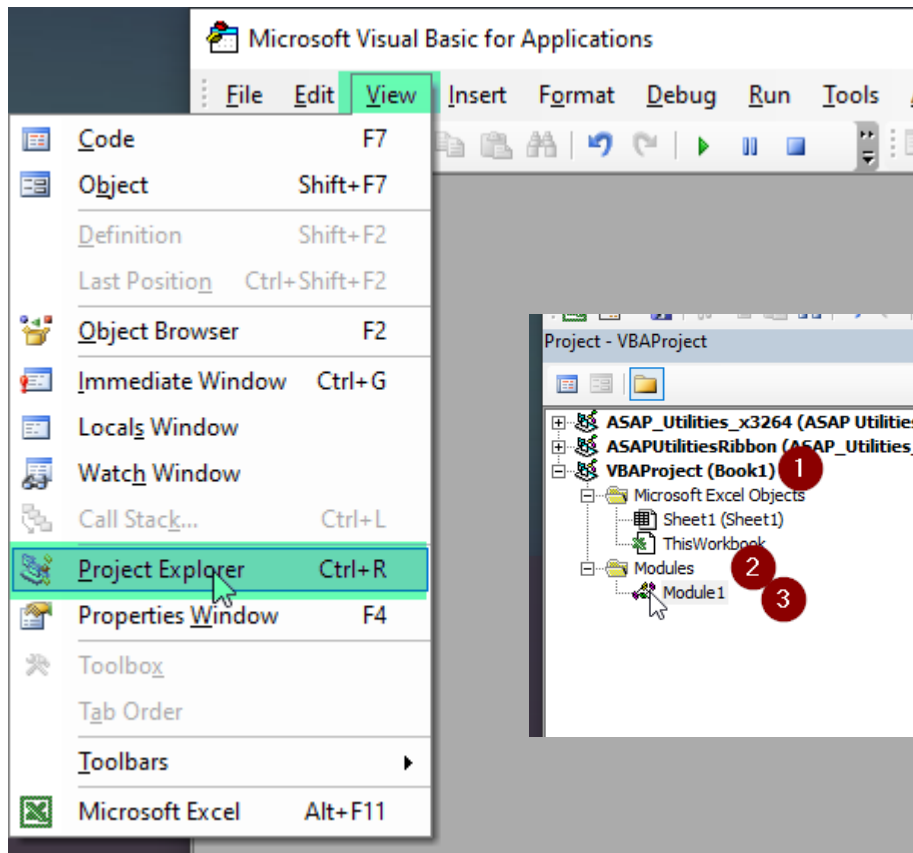 Microsoft Visual Basic for Applications
File Edit View Insert Format Debug Run Tools
Code F7
Object Shift+F7
Definition Shift+F2
Last Position Ctrl+Shift+F2
Object Browser F2
Immediate Window Ctrl+G
Locals Window
Watch Window
Call Stack... Ctrl+L
Project Explorer Ctrl+R
Properties Window F4
Toolbox
Tab Order
Toolbars
Microsoft Excel Alt+F11
Project - VBAProject
ASAP_Utilities_x3264 (ASAP Utilities
ASAPUtilitiesRibbon (ASAP_Utilities_
VBAProject (Book1) 1
Microsoft Excel Objects
Sheet1 (Sheet1)
ThisWorkbook
Modules 2
Module1 3